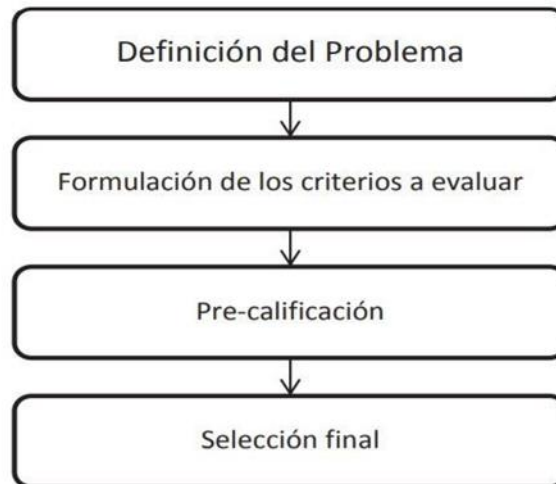 Definición del Problema
Formulación de los criterios a evaluar
Pre-calificación
Selección final